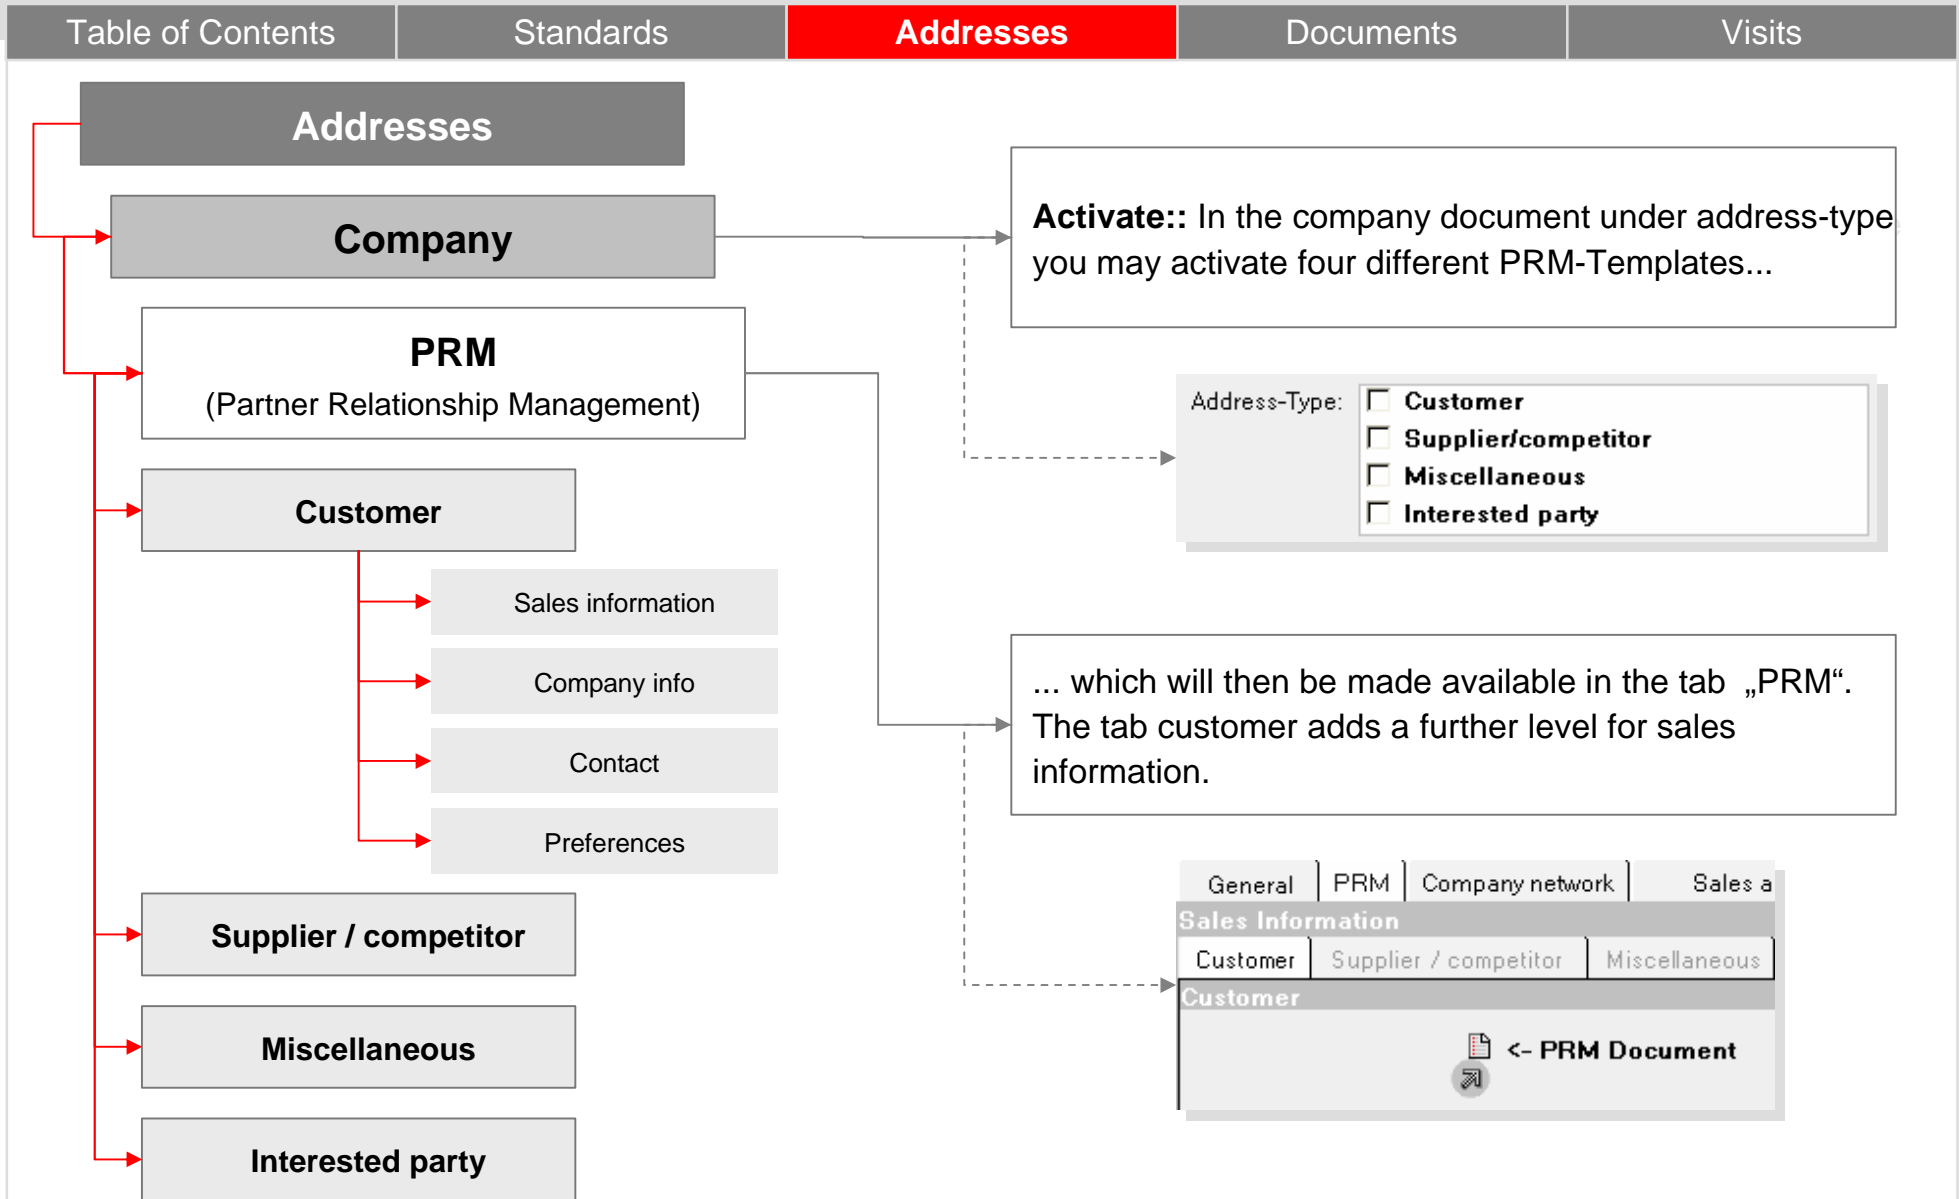 Table of Contents
Standards
Addresses
Documents
Visits
Addresses
Company
PRM
(Partner Relationship Management)
Customer
Sales information
Company info
Contact
Preferences
Supplier / competitor
Miscellaneous
Interested party
Activate:: In the company document under address-type,
you may activate four different PRM-Templates...
Address-Type:
Customer
Supplier/competitor
Miscellaneous
Interested party
... which will then be made available in the tab „PRM“.
The tab customer adds a further level for sales
information.
General
PRM
Company network
Sales a
Sales Information
Customer
Supplier / competitor
Miscellaneous
Customer
<- PRM Document